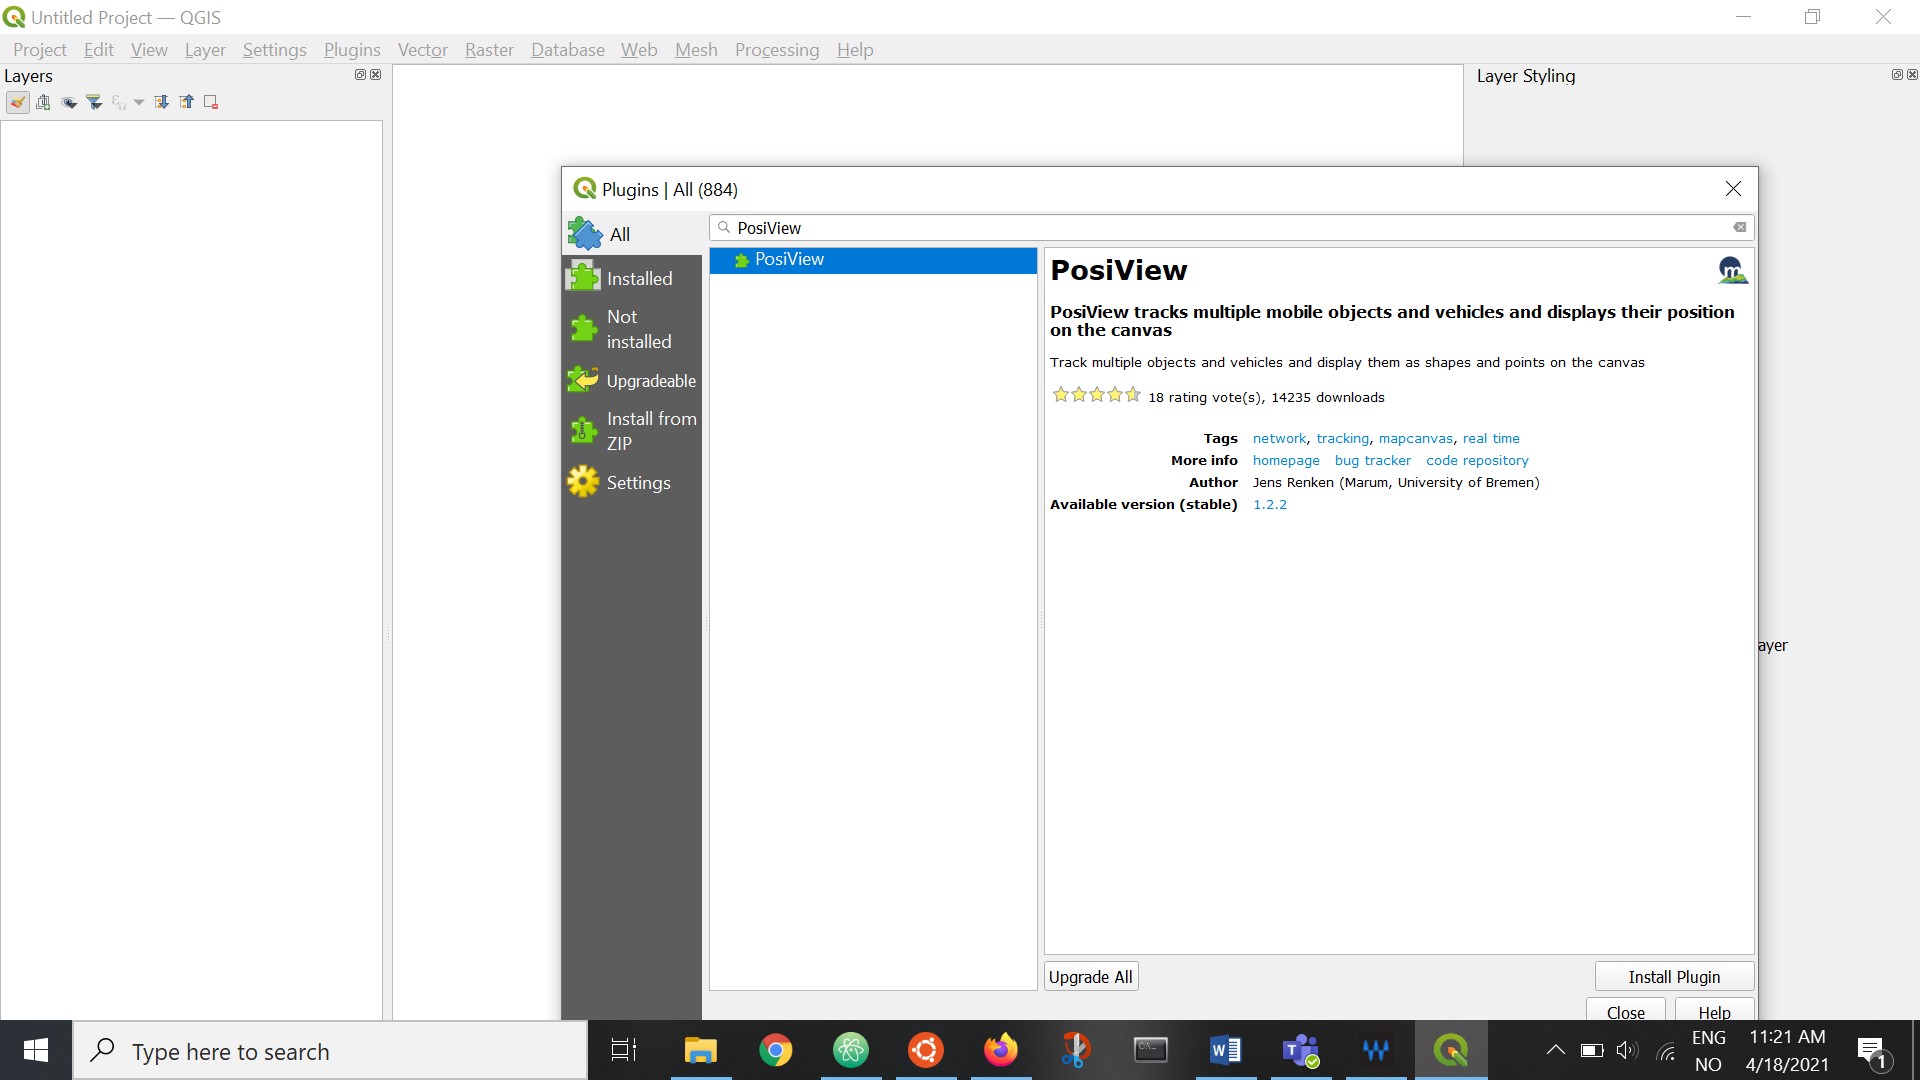 Untitled Project — QGIS
Project Edit View Layer Settings Plugins Vector Raster Database Web Mesh Processing Help
Layers
Layer Styling
Plugins | All (884)
All
Installed
Not
installed
Upgradeable
Install from
ZIP
Settings
PosiView
PosiView
PosiView
PosiView tracks multiple mobile objects and vehicles and displays their position
on the canvas
Track multiple objects and vehicles and display them as shapes and points on the canvas
18 rating vote(s), 14235 downloads
Tags network, tracking, mapcanvas, real time
More info homepage bug tracker code repository
Author Jens Renken (Marum, University of Bremen)
Available version (stable) 1.2.2
ayer
Upgrade All
Install Plugin
Close Help
Type here to search
ENG
NO
11:21 AM
4/18/2021
1